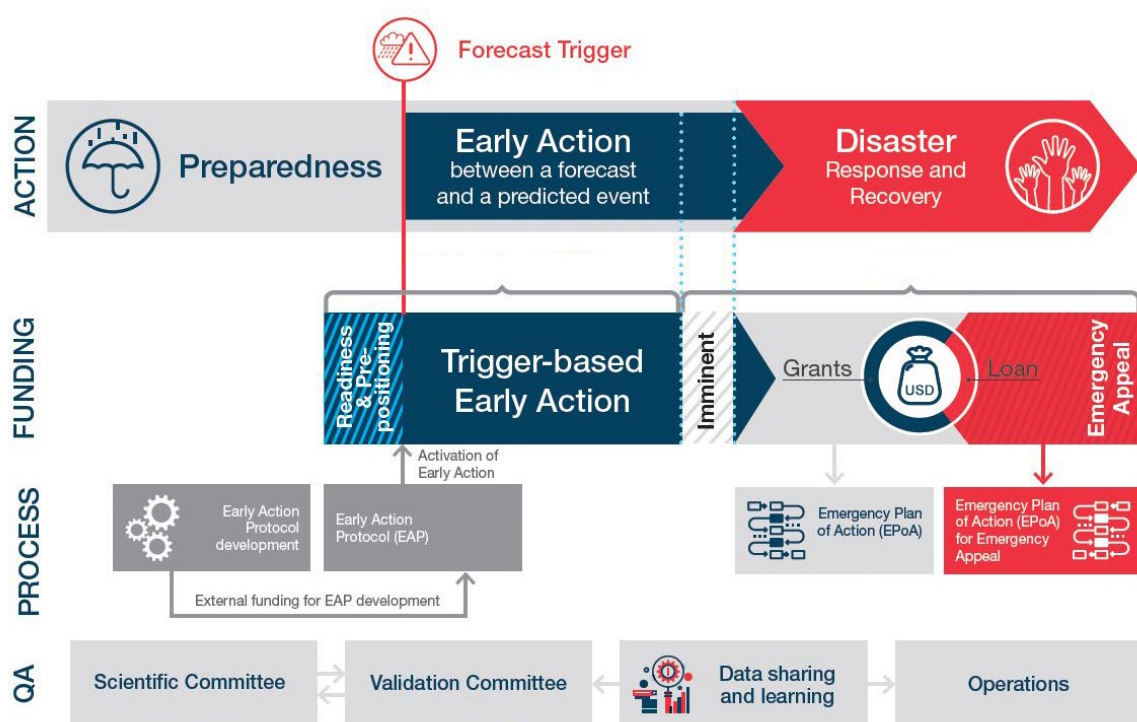 Forecast Trigger
ACTION
Preparedness
Early Action
between a forecast
and a predicted event
Disaster
Response and
Recovery
FUNDING
Readiness
& Pre-
positioning
Trigger-based
Early Action
Imminent
Grants
USD
Loan
Emergency
Appeal
Activation of
Early Action
PROCESS
Early Action
Protocol
development
Early Action
Protocol (EAP)
External funding for EAP development
Emergency Plan
of Action (EPoA)
Emergency Plan
of Action (EPoA)
for Emergency
Appeal
QA
Scientific Committee
Validation Committee
Data sharing
and learning
Operations